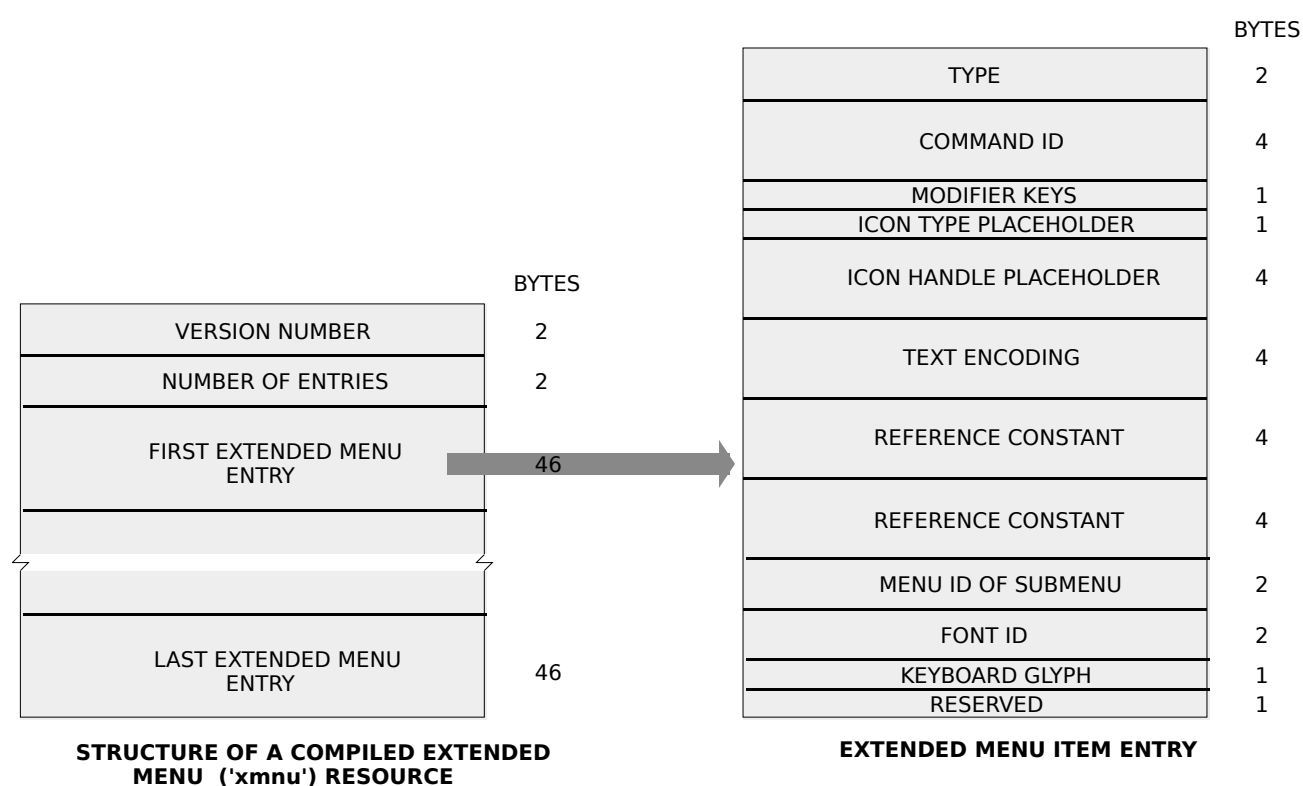 BYTES
VERSION NUMBER 2
NUMBER OF ENTRIES 2
FIRST EXTENDED MENU
ENTRY
46
LAST EXTENDED MENU
ENTRY
46
STRUCTURE OF A COMPILED EXTENDED
MENU ('xmnu') RESOURCE
BYTES
TYPE 2
COMMAND ID 4
MODIFIER KEYS 1
ICON TYPE PLACEHOLDER 1
ICON HANDLE PLACEHOLDER 4
TEXT ENCODING 4
REFERENCE CONSTANT 4
REFERENCE CONSTANT 4
MENU ID OF SUBMENU 2
FONT ID 2
KEYBOARD GLYPH 1
RESERVED 1
EXTENDED MENU ITEM ENTRY